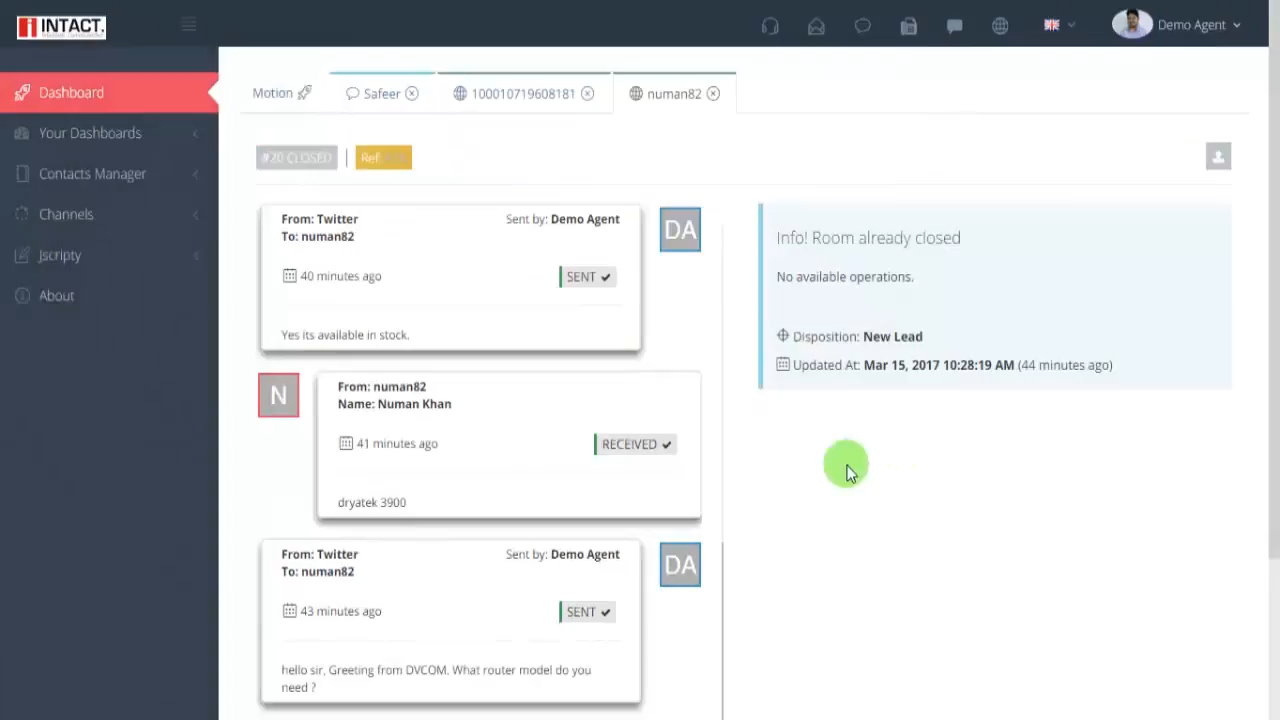 INTACT.
Demo Agent
Dashboard
Your Dashboards
Contacts Manager
Channels
Jscripty
About
Motion
Safeer
100010719608181
numan82
#20 CLOSED
Ref
From: Twitter
Sent by: Demo Agent
To: numan82
40 minutes ago
SENT
Yes its available in stock.
DA
N
From: numan82
Name: Numan Khan
41 minutes ago
RECEIVED
dryatek 3900
From: Twitter
Sent by: Demo Agent
To: numan82
43 minutes ago
SENT
hello sir, Greeting from DVCOM. What router model do you
need ?
DA
Info! Room already closed
No available operations.
Disposition: New Lead
Updated At: Mar 15, 2017 10:28:19 AM (44 minutes ago)